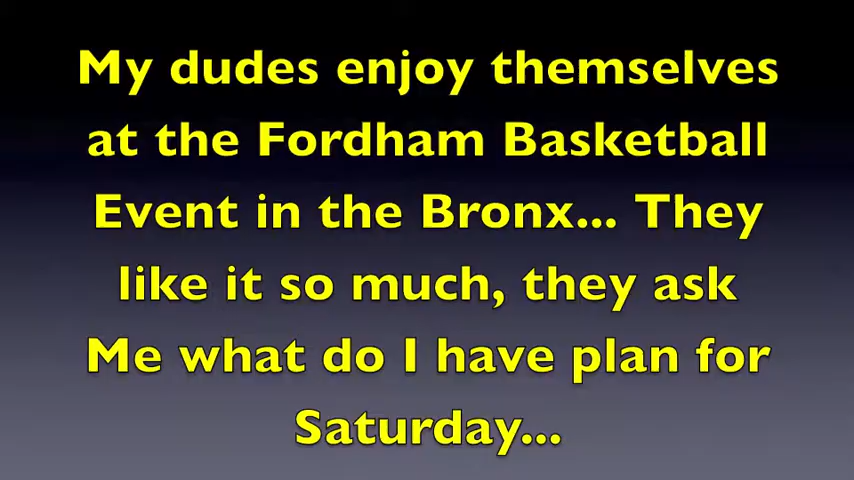 My dudes enjoy themselves
at the Fordham Basketball
Event in the Bronx... They
like it so much, they ask
Me what do I have plan for
Saturday...